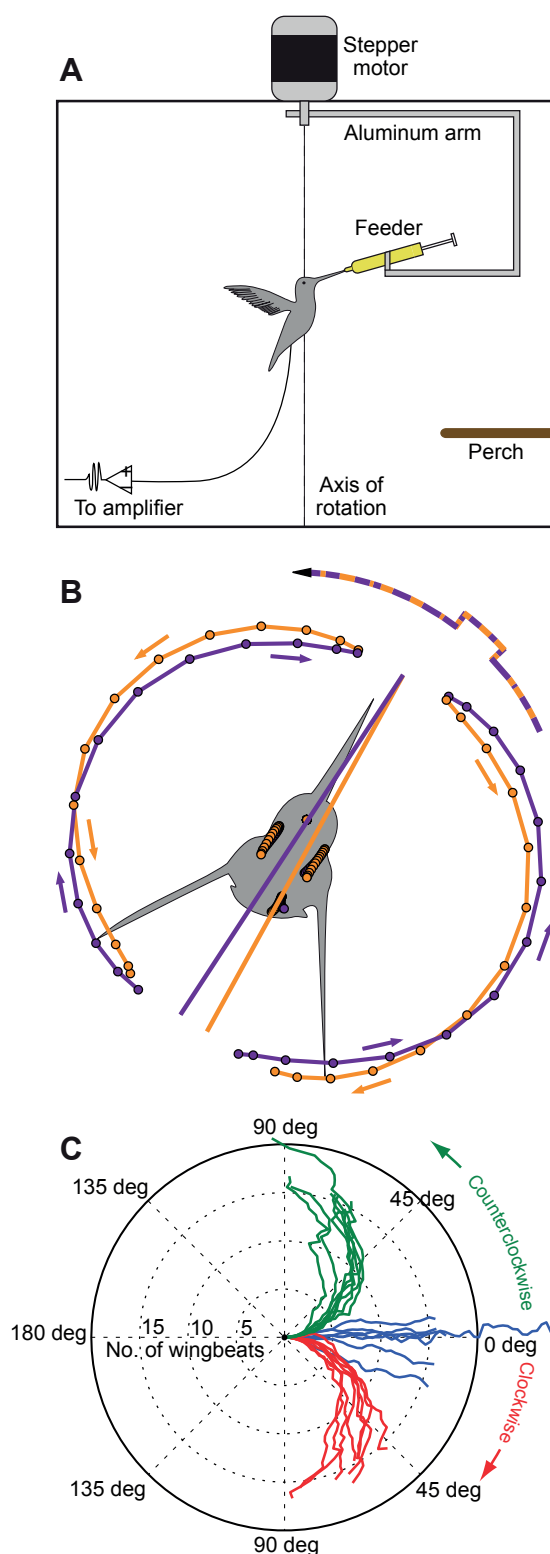 A
Stepper
motor
Aluminum arm
Feeder
+
–
To amplifier
Perch
Axis of
rotation
B
C
90 deg
135 deg
45 deg
Counterclockwise
180 deg
15 10 5
No. of wingbeats
0 deg
Clockwise
135 deg
45 deg
90 deg